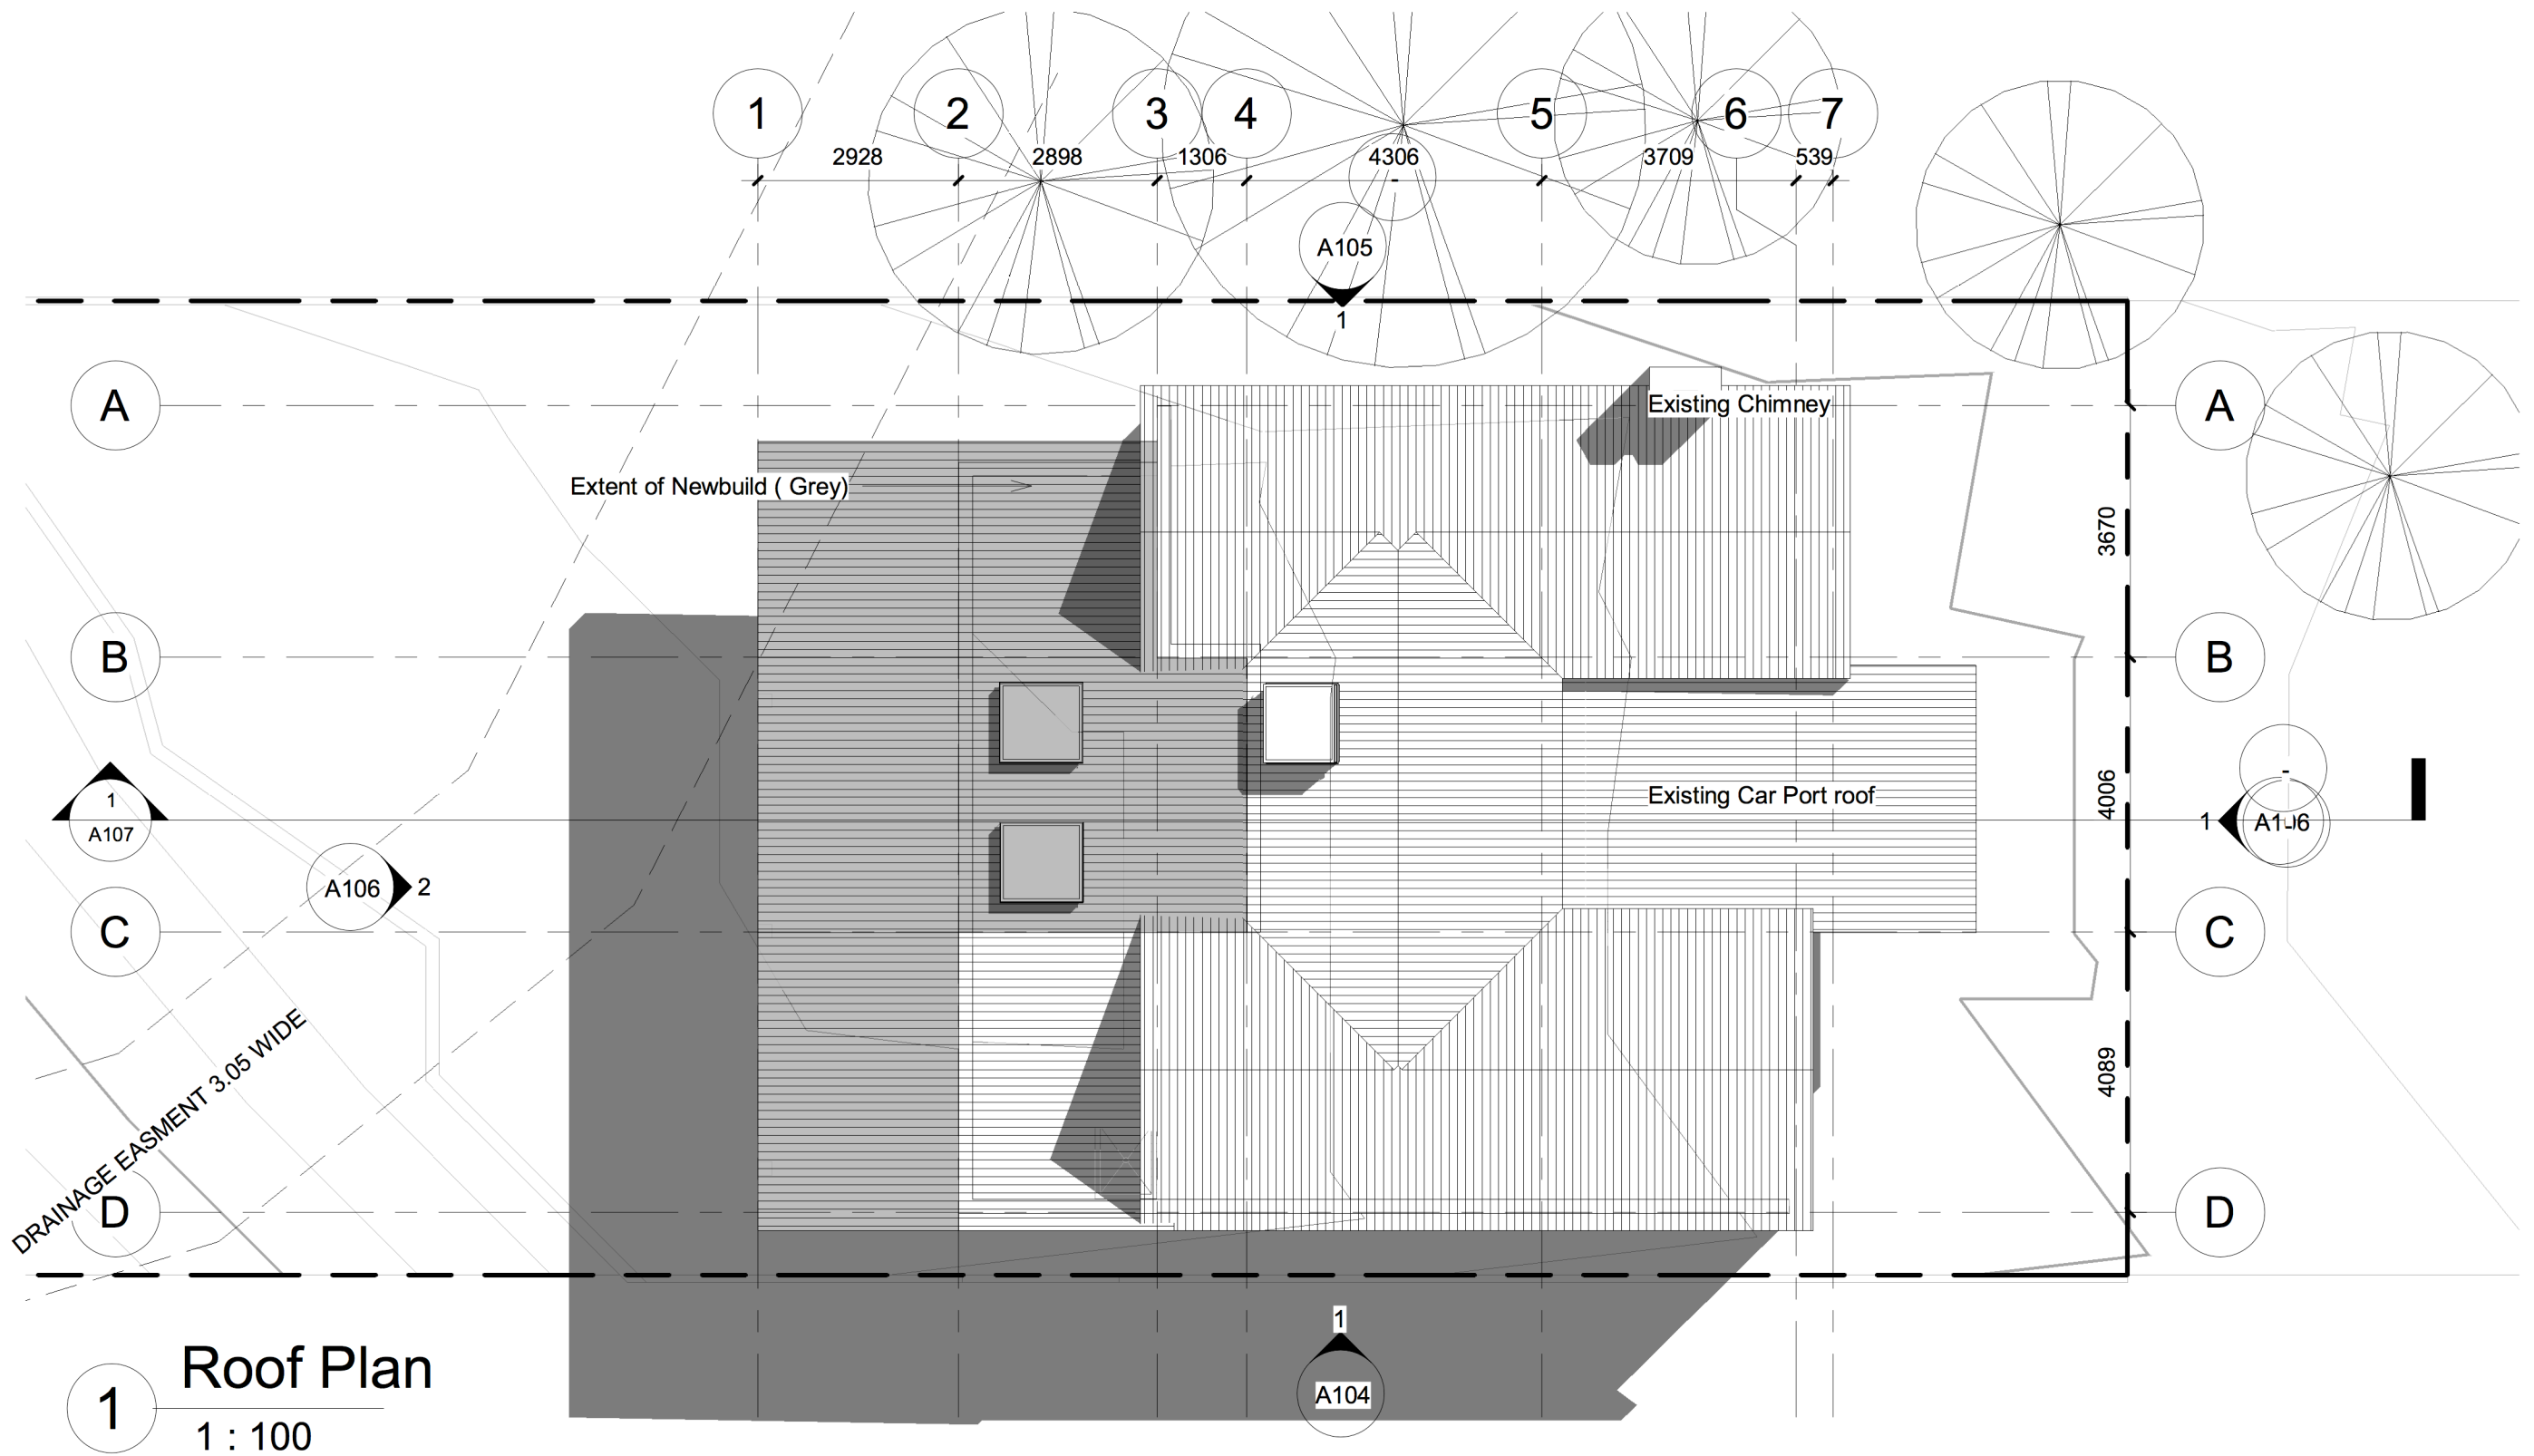 1 2 3 4 5 6 7
2928 2898 1306 4306 3709 539
-
A105
1
A A
Existing Chimney
Extent of Newbuild ( Grey)
3670
B B
-
1
A107
Existing Car Port roof
4006
1
A106
2
C C
4089
DRAINAGE EASMENT 3.05 WIDE
D D
1
A104
Roof Plan
1
1 : 100